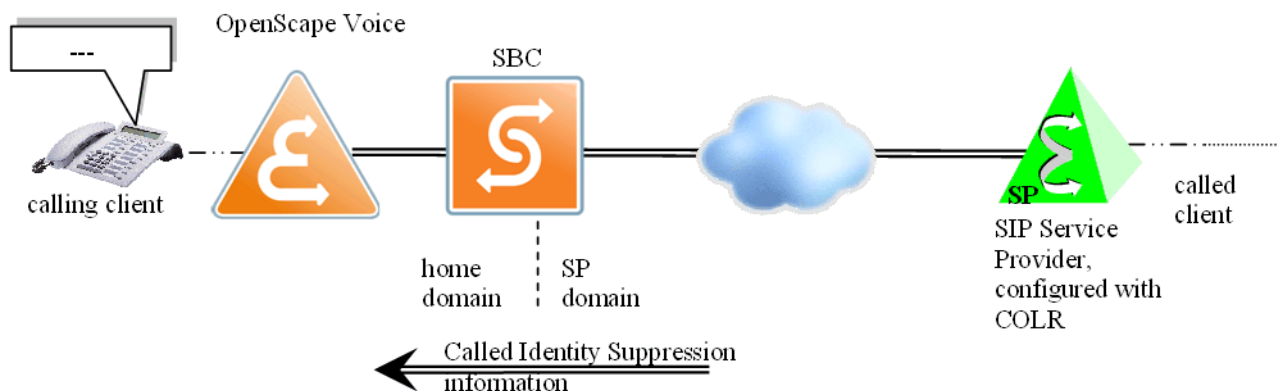 OpenScape Voice
---
SBC
calling client
called
client
SP
SIP Service
Provider,
configured with
COLR
home
domain
SP
domain
Called Identity Suppression
information